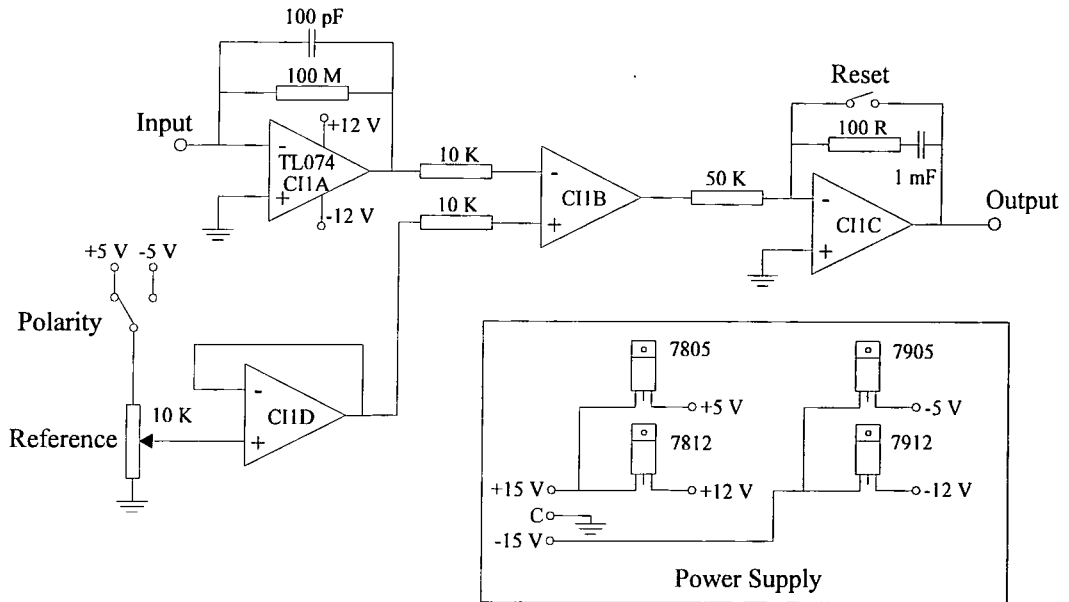 100 pF
100 M
Reset
Input
+12 V
-
TL074
CI1A
+
-12 V
10 K
10 K
-
CI1B
+
50 K
100 R
1 mF
-
CI1C
+
Output
+5 V -5 V
Polarity
10 K
Reference
-
CI1D
+
7805
+5 V
7812
+15 V
+12 V
C
-15 V
7905
-5 V
7912
-12 V
Power Supply